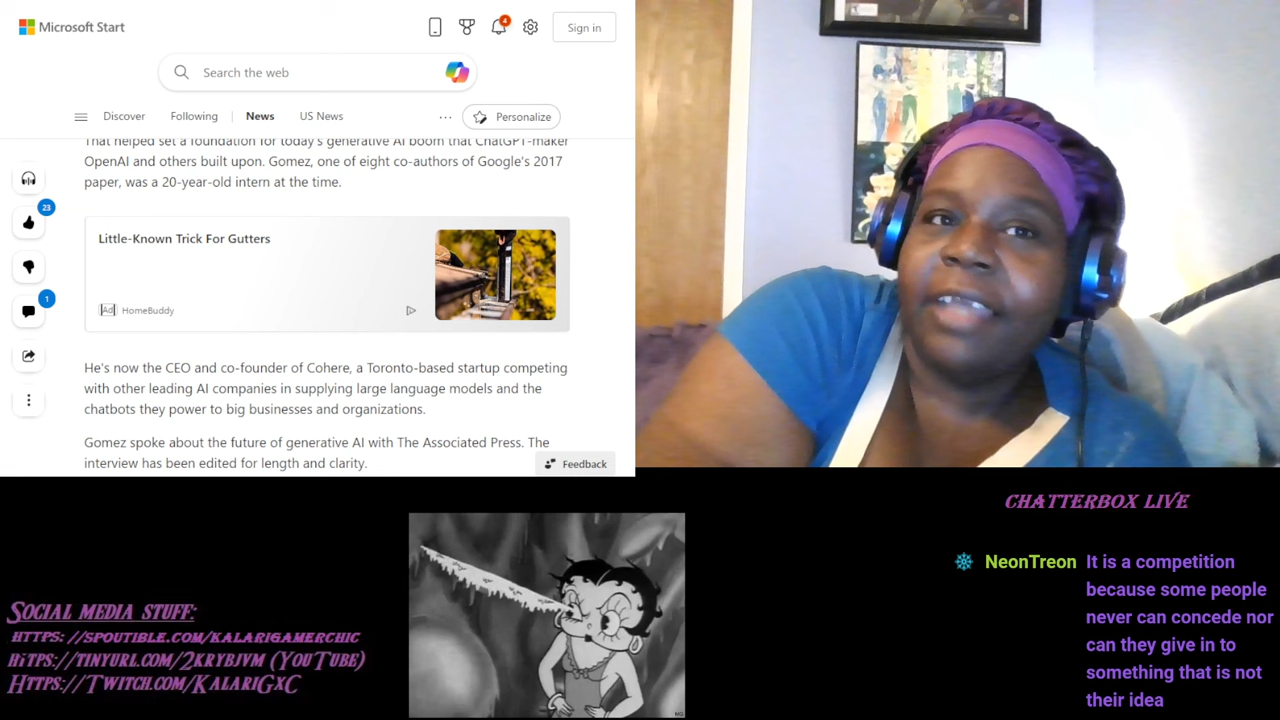 Microsoft Start
4
Sign in
Search the web
Discover
Following
News
US News
...
Personalize
That helped set a foundation for today's generative AI boom that ChatGPT-maker
OpenAI and others built upon. Gomez, one of eight co-authors of Google's 2017
paper, was a 20-year-old intern at the time.
23
1
Little-Known Trick For Gutters
Ad HomeBuddy
He's now the CEO and co-founder of Cohere, a Toronto-based startup competing
with other leading AI companies in supplying large language models and the
chatbots they power to big businesses and organizations.
Gomez spoke about the future of generative AI with The Associated Press. The
interview has been edited for length and clarity.
Feedback
Chatterbox Live
NeonTreon It is a competition
because some people
never can concede nor
can they give in to
something that is not
their idea
Social media stuff:
https://spoutible.com/kalarigamerchic
https://tinyurl.com/2krybjvm (YouTube)
Https://Twitch.com/KalariGxC